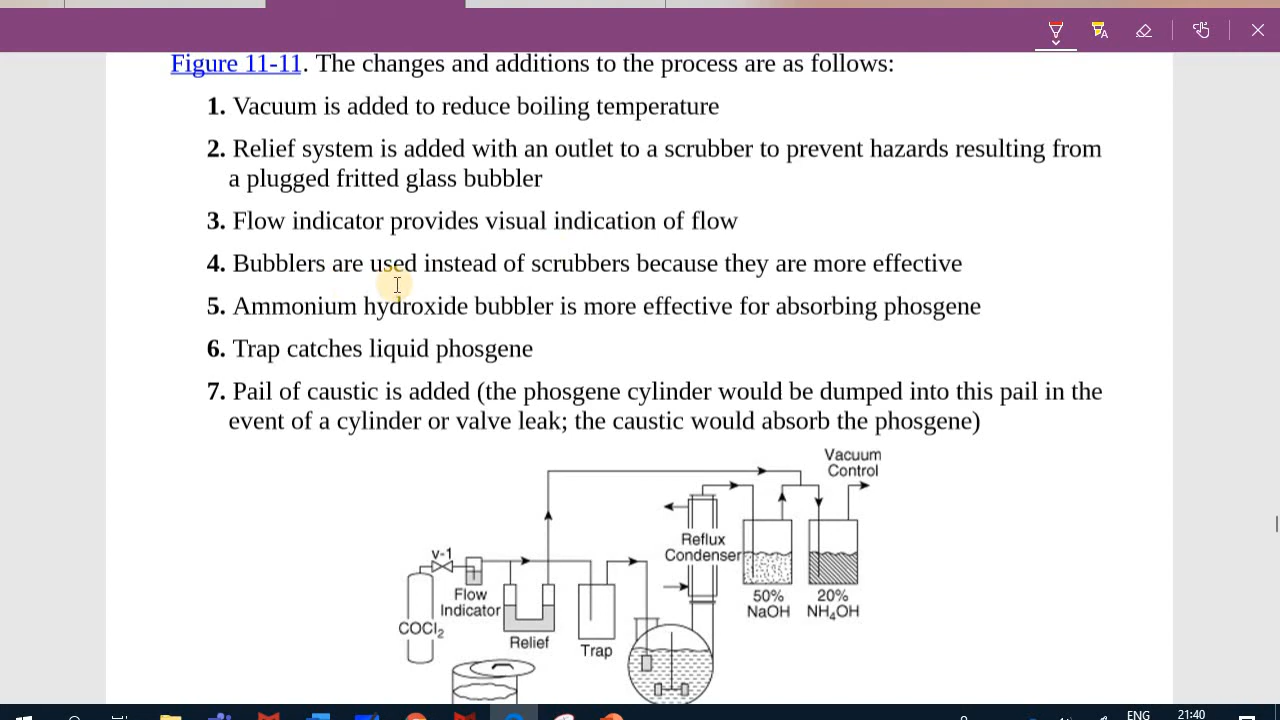 Figure 11-11. The changes and additions to the process are as follows:
1. Vacuum is added to reduce boiling temperature
2. Relief system is added with an outlet to a scrubber to prevent hazards resulting from
a plugged fritted glass bubbler
3. Flow indicator provides visual indication of flow
4. Bubblers are used instead of scrubbers because they are more effective
5. Ammonium hydroxide bubbler is more effective for absorbing phosgene
6. Trap catches liquid phosgene
7. Pail of caustic is added (the phosgene cylinder would be dumped into this pail in the
event of a cylinder or valve leak; the caustic would absorb the phosgene)
Vacuum
Control
Reflux
Condenser
v-1
Flow
Indicator
50%
NaOH
20%
NH₄OH
COCl₂
Relief
Trap
ENG
21:40